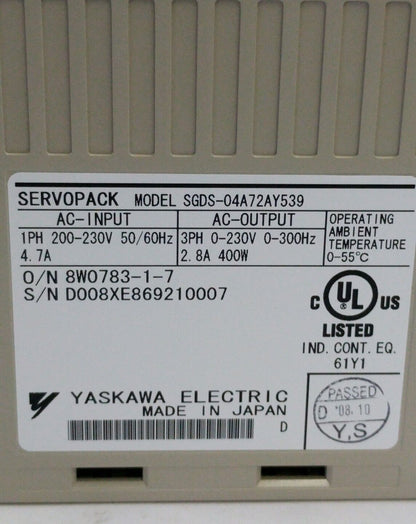 SERVOPACK MODEL SGDS-04A72AY539
AC-INPUT AC-OUTPUT OPERATING AMBIENT TEMPERATURE 0-55℃
1PH 200-230V 50/60Hz 3PH 0-230V 0-300Hz
4.7A 2.8A 400W
O/N 8W0783-1-7
S/N D008XE869210007
C UL US
LISTED
IND. CONT. EQ.
61Y1
YASKAWA ELECTRIC
MADE IN JAPAN
D
PASSED
D '08.10
Y,S